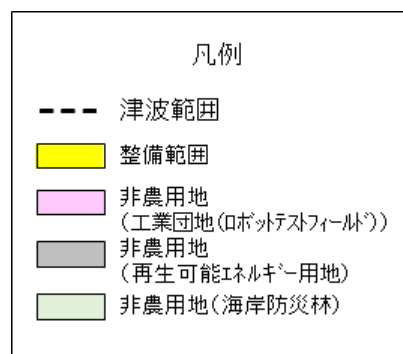 凡例
津波範囲
整備範囲
非農用地
(工業団地(ﾛﾎﾞｯﾄﾃｽﾄﾌｨｰﾙﾄﾞ))
非農用地
(再生可能ｴﾈﾙｷﾞｰ用地)
非農用地(海岸防災林)